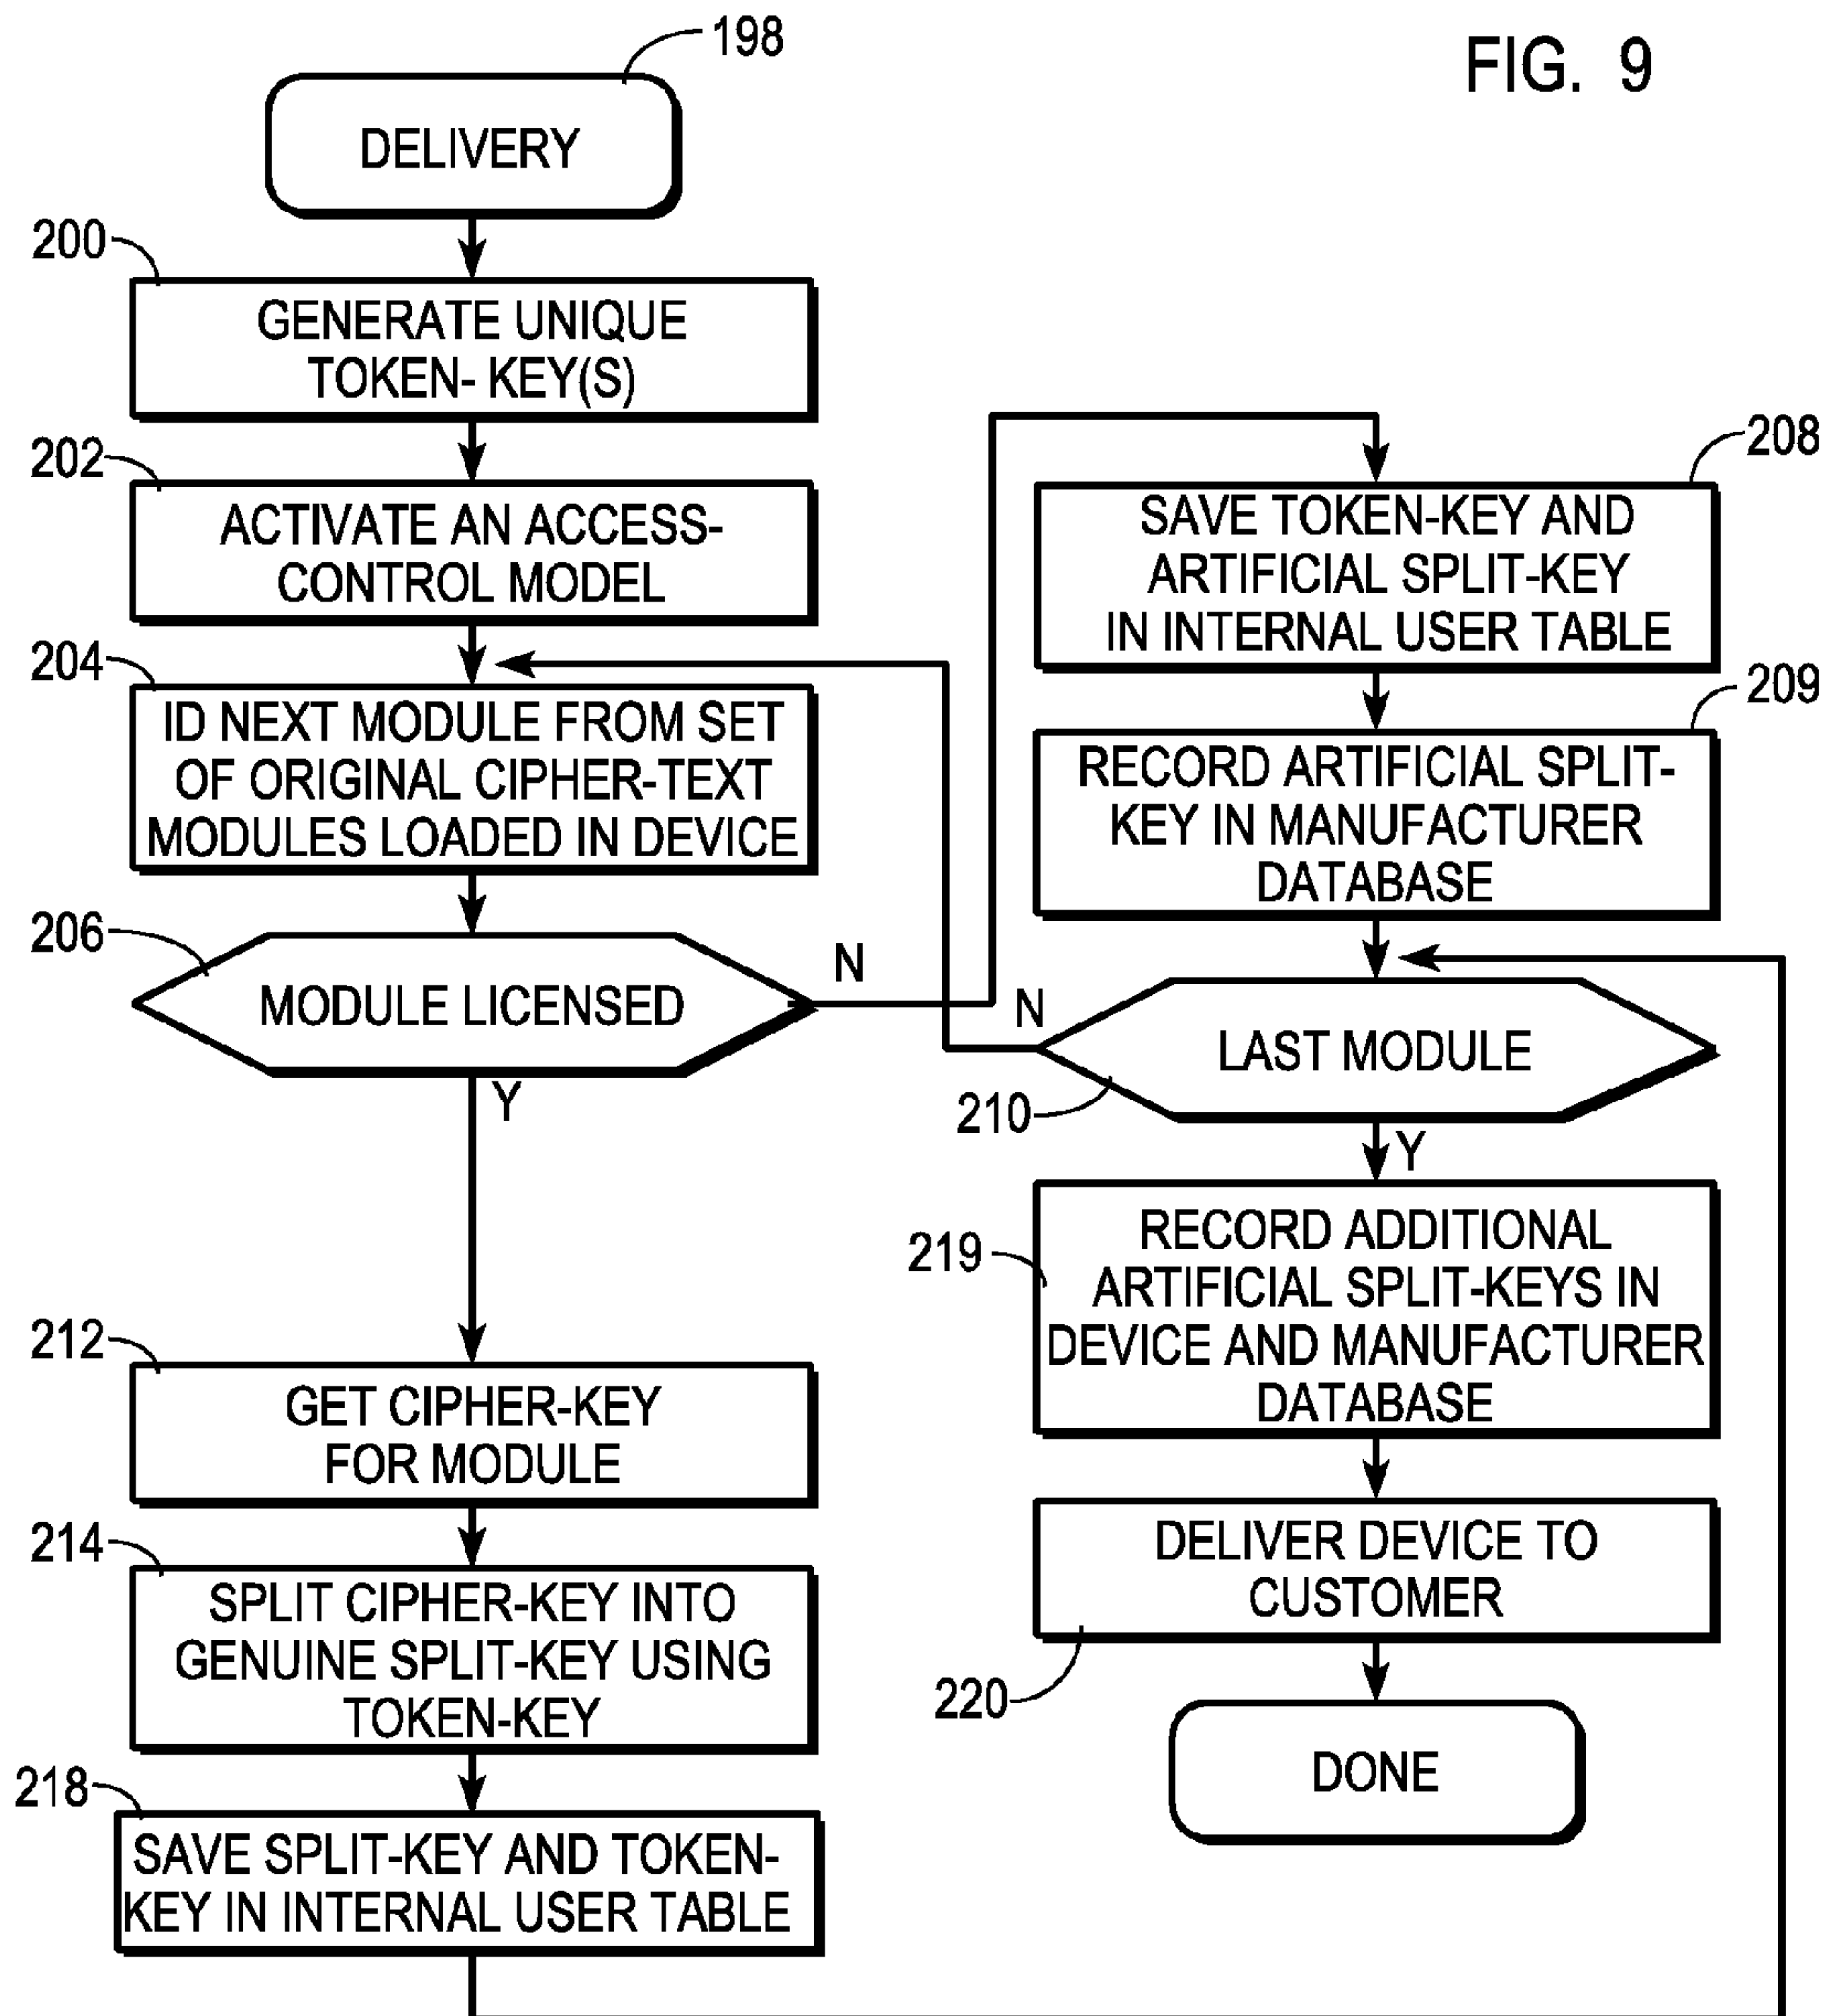 FIG. 9
198
DELIVERY
200
GENERATE UNIQUE
TOKEN- KEY(S)
202
ACTIVATE AN ACCESS-
CONTROL MODEL
204
ID NEXT MODULE FROM SET
OF ORIGINAL CIPHER-TEXT
MODULES LOADED IN DEVICE
206
MODULE LICENSED
N
Y
212
GET CIPHER-KEY
FOR MODULE
214
SPLIT CIPHER-KEY INTO
GENUINE SPLIT-KEY USING
TOKEN-KEY
218
SAVE SPLIT-KEY AND TOKEN-
KEY IN INTERNAL USER TABLE
208
SAVE TOKEN-KEY AND
ARTIFICIAL SPLIT-KEY
IN INTERNAL USER TABLE
209
RECORD ARTIFICIAL SPLIT-
KEY IN MANUFACTURER
DATABASE
N
LAST MODULE
210
Y
219
RECORD ADDITIONAL
ARTIFICIAL SPLIT-KEYS IN
DEVICE AND MANUFACTURER
DATABASE
DELIVER DEVICE TO
CUSTOMER
220
DONE